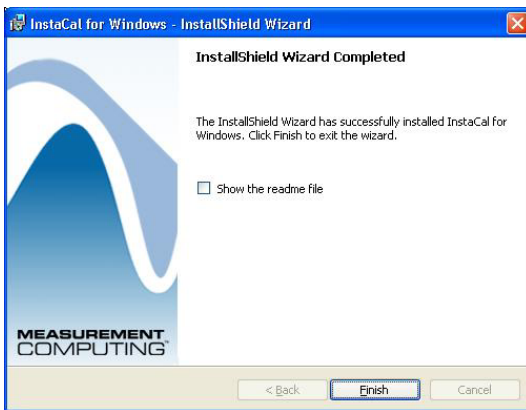 InstaCal for Windows - InstallShield Wizard
InstallShield Wizard Completed
The InstallShield Wizard has successfully installed InstaCal for
Windows. Click Finish to exit the wizard.
Show the readme file
MEASUREMENT
COMPUTING™
< Back
Finish
Cancel